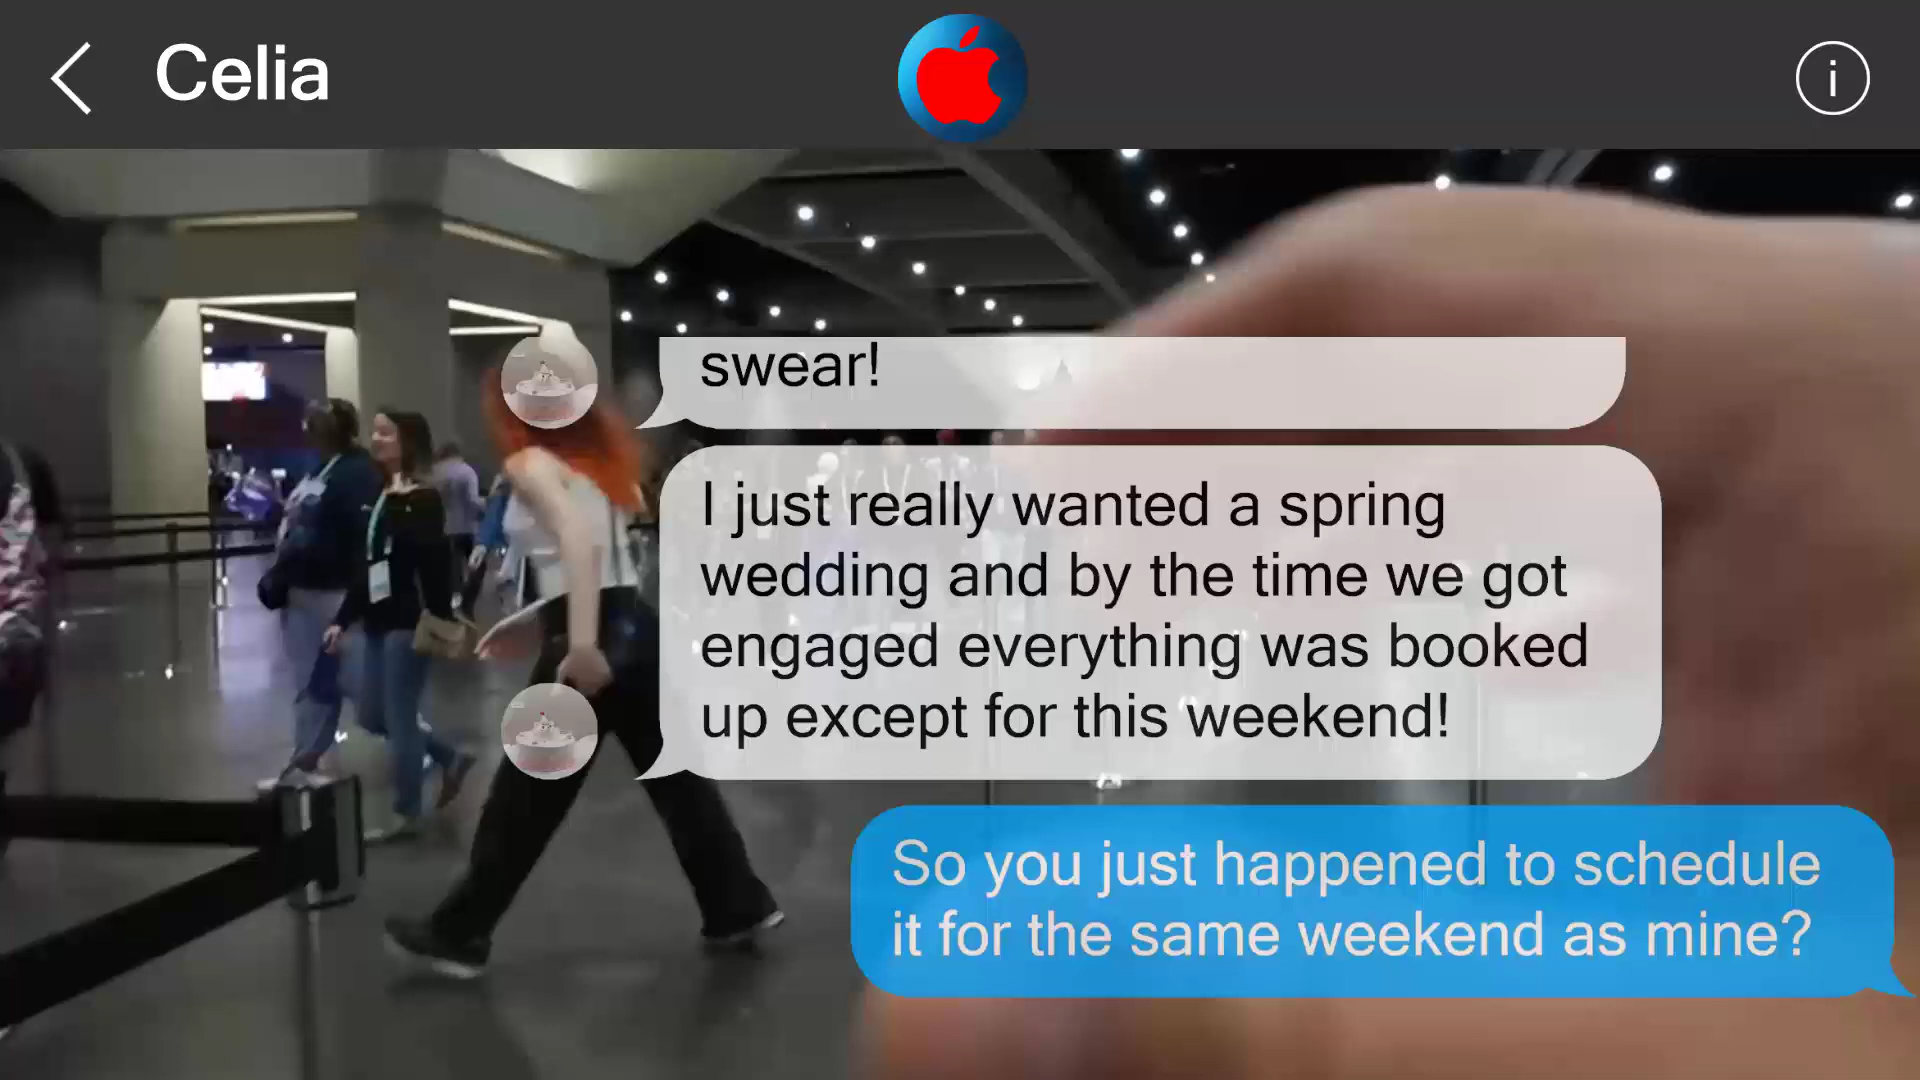 Celia
i
swear!
I just really wanted a spring
wedding and by the time we got
engaged everything was booked
up except for this weekend!
So you just happened to schedule
it for the same weekend as mine?